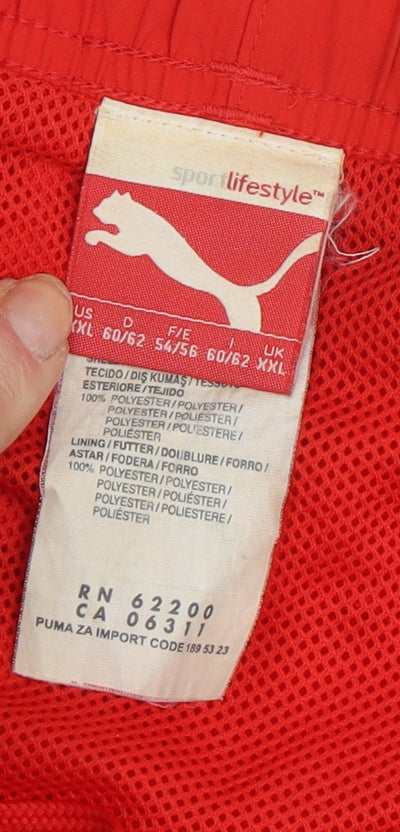 sportlifestyle™
US D F/E I UK
XXL 60/62 54/56 60/62 XXL
TECIDO / DIŞ KUMAŞ / TESSUTO
ESTERIORE / TEJIDO
100% POLYESTER / POLYESTER /
POLYESTER / POLIESTER /
POLYESTER / POLIESTERE /
POLIÉSTER
LINING / FUTTER / DOUBLURE / FORRO /
ASTAR / FODERA / FORRO
100% POLYESTER / POLYESTER /
POLYESTER / POLIÉSTER /
POLYESTER / POLIESTERE /
POLIÉSTER
RN 62200
CA 06311
PUMA ZA IMPORT CODE 189 53 23